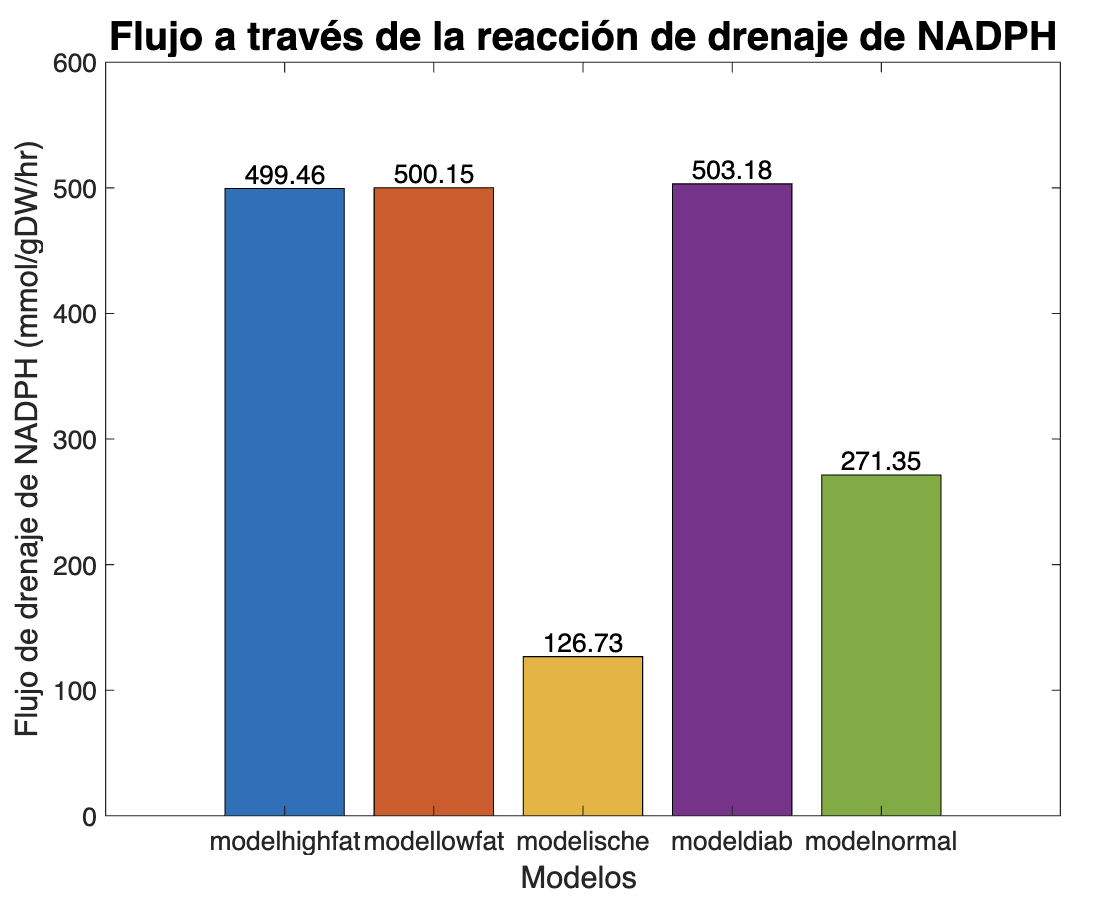 Flujo a través de la reacción de drenaje de NADPH
Flujo de drenaje de NADPH (mmol/gDW/hr)
600
500
400
300
200
100
0
499.46
500.15
126.73
503.18
271.35
modelhighfat
modellowfat
modelische
modeldiab
modelnormal
Modelos